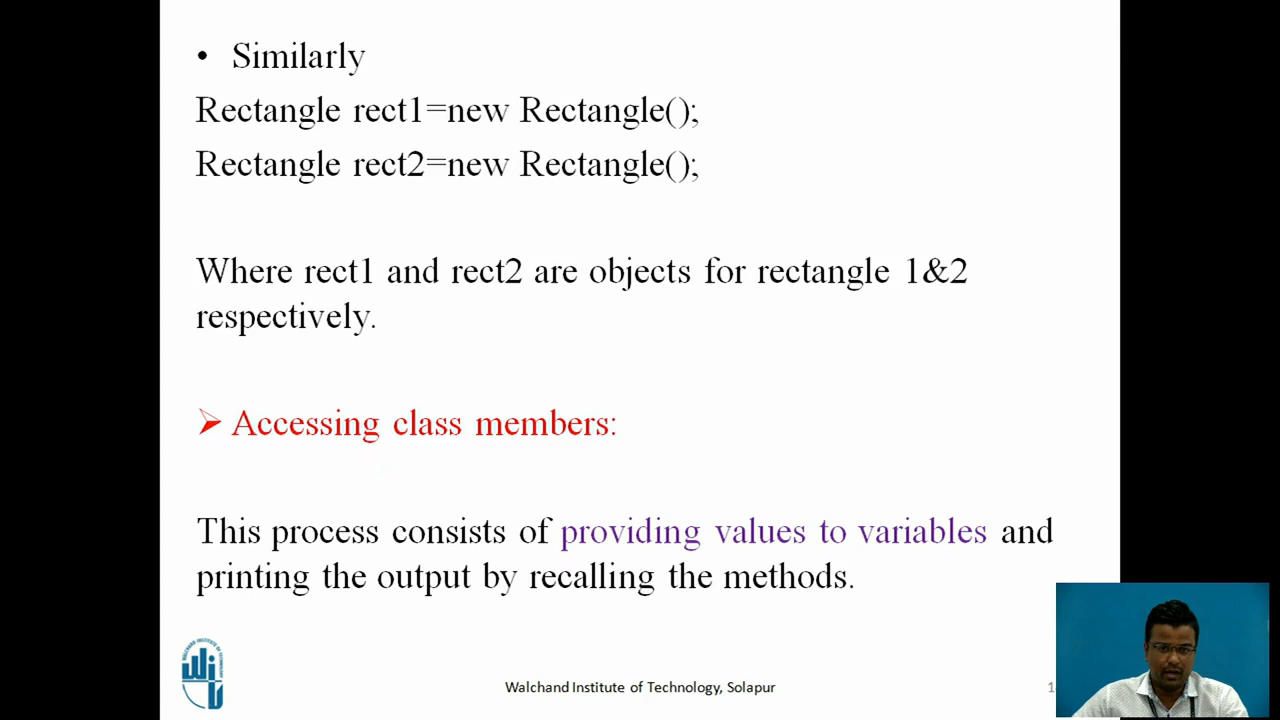 • Similarly
Rectangle rect1=new Rectangle();
Rectangle rect2=new Rectangle();
Where rect1 and rect2 are objects for rectangle 1&2
respectively.
➢ Accessing class members:
This process consists of providing values to variables and
printing the output by recalling the methods.
Walchand Institute of Technology, Solapur